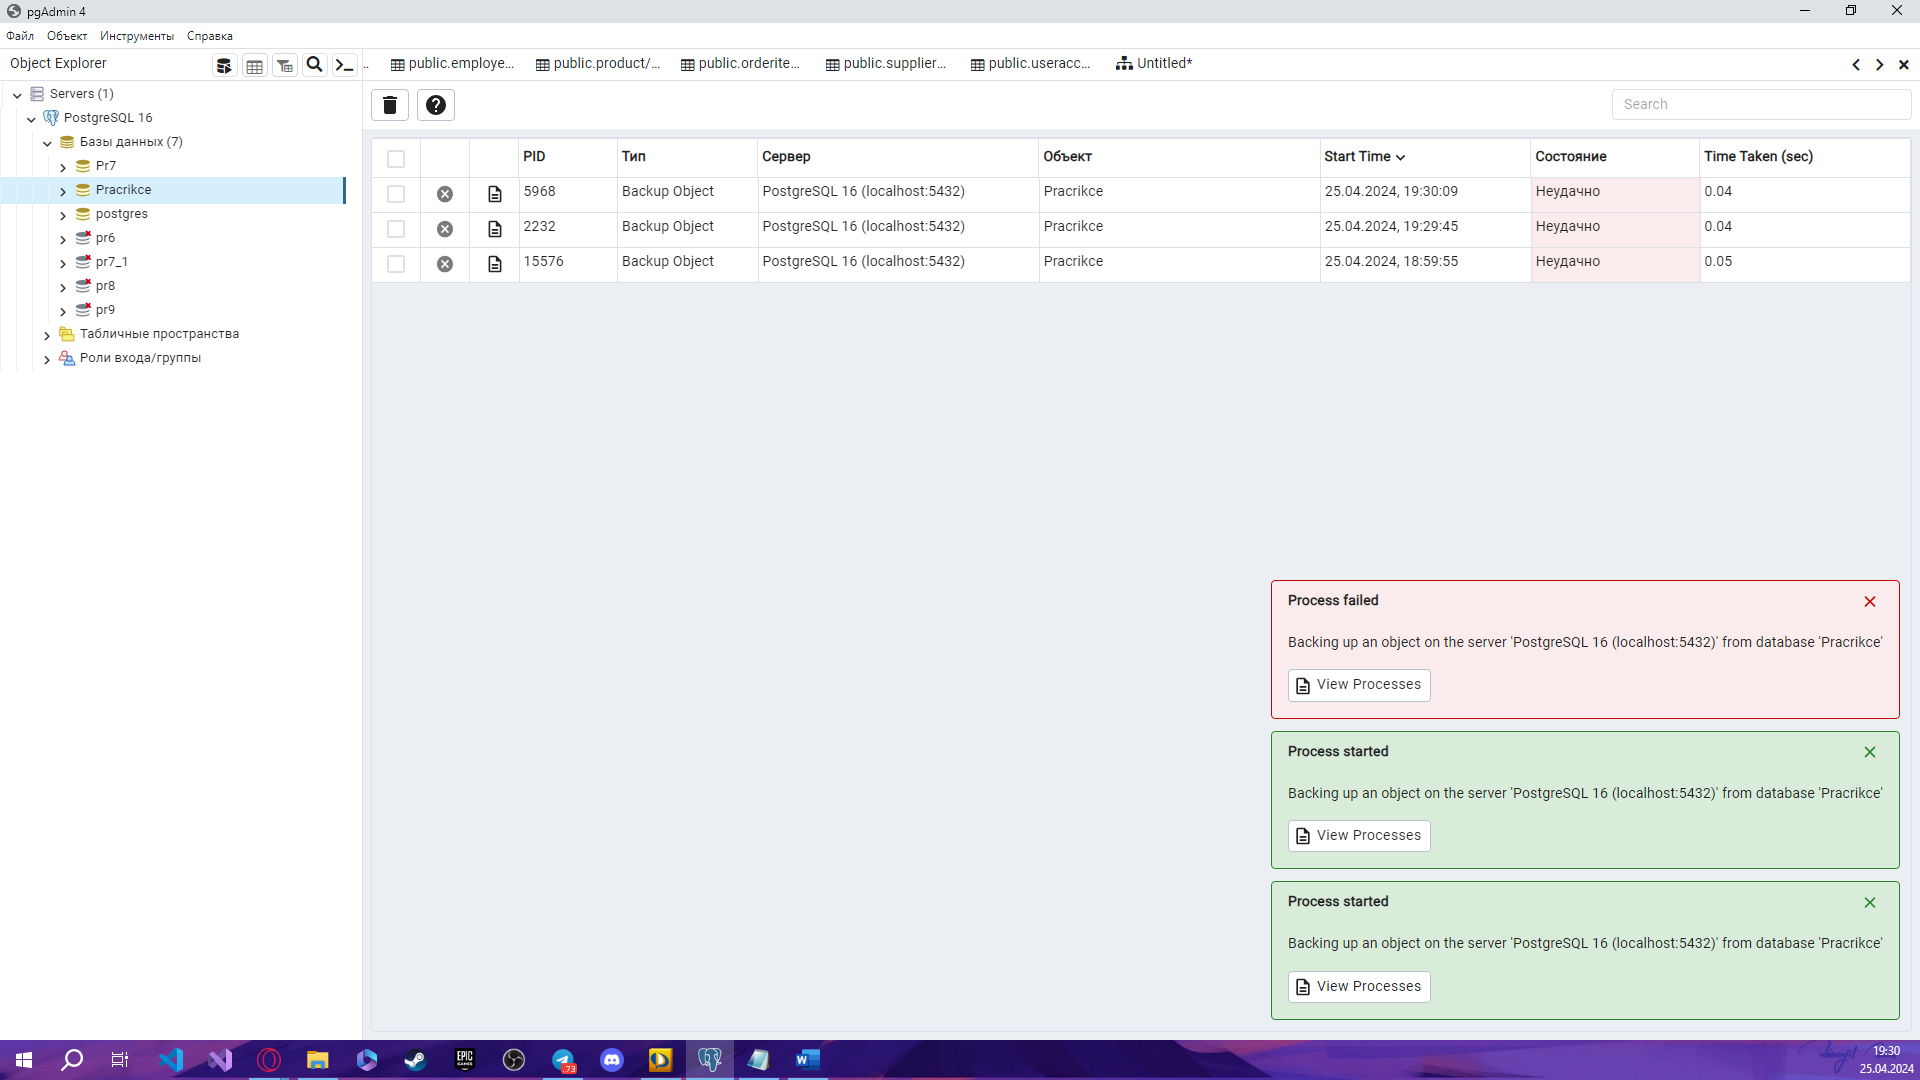 pgAdmin 4
Файл Объект Инструменты Справка
Object Explorer
.. public.employe... public.product/... public.orderite... public.supplier... public.useracc... Untitled*
Search
Servers (1)
PostgreSQL 16
Базы данных (7)
Pr7
Pracrikce
postgres
pr6
pr7_1
pr8
pr9
Табличные пространства
Роли входа/группы
PID Тип Сервер Объект Start Time Состояние Time Taken (sec)
5968 Backup Object PostgreSQL 16 (localhost:5432) Pracrikce 25.04.2024, 19:30:09 Неудачно 0.04
2232 Backup Object PostgreSQL 16 (localhost:5432) Pracrikce 25.04.2024, 19:29:45 Неудачно 0.04
15576 Backup Object PostgreSQL 16 (localhost:5432) Pracrikce 25.04.2024, 18:59:55 Неудачно 0.05
Process failed
Backing up an object on the server 'PostgreSQL 16 (localhost:5432)' from database 'Pracrikce'
View Processes
Process started
Backing up an object on the server 'PostgreSQL 16 (localhost:5432)' from database 'Pracrikce'
View Processes
Process started
Backing up an object on the server 'PostgreSQL 16 (localhost:5432)' from database 'Pracrikce'
View Processes
EPIC
GAMES
.73
W
19:30
25.04.2024